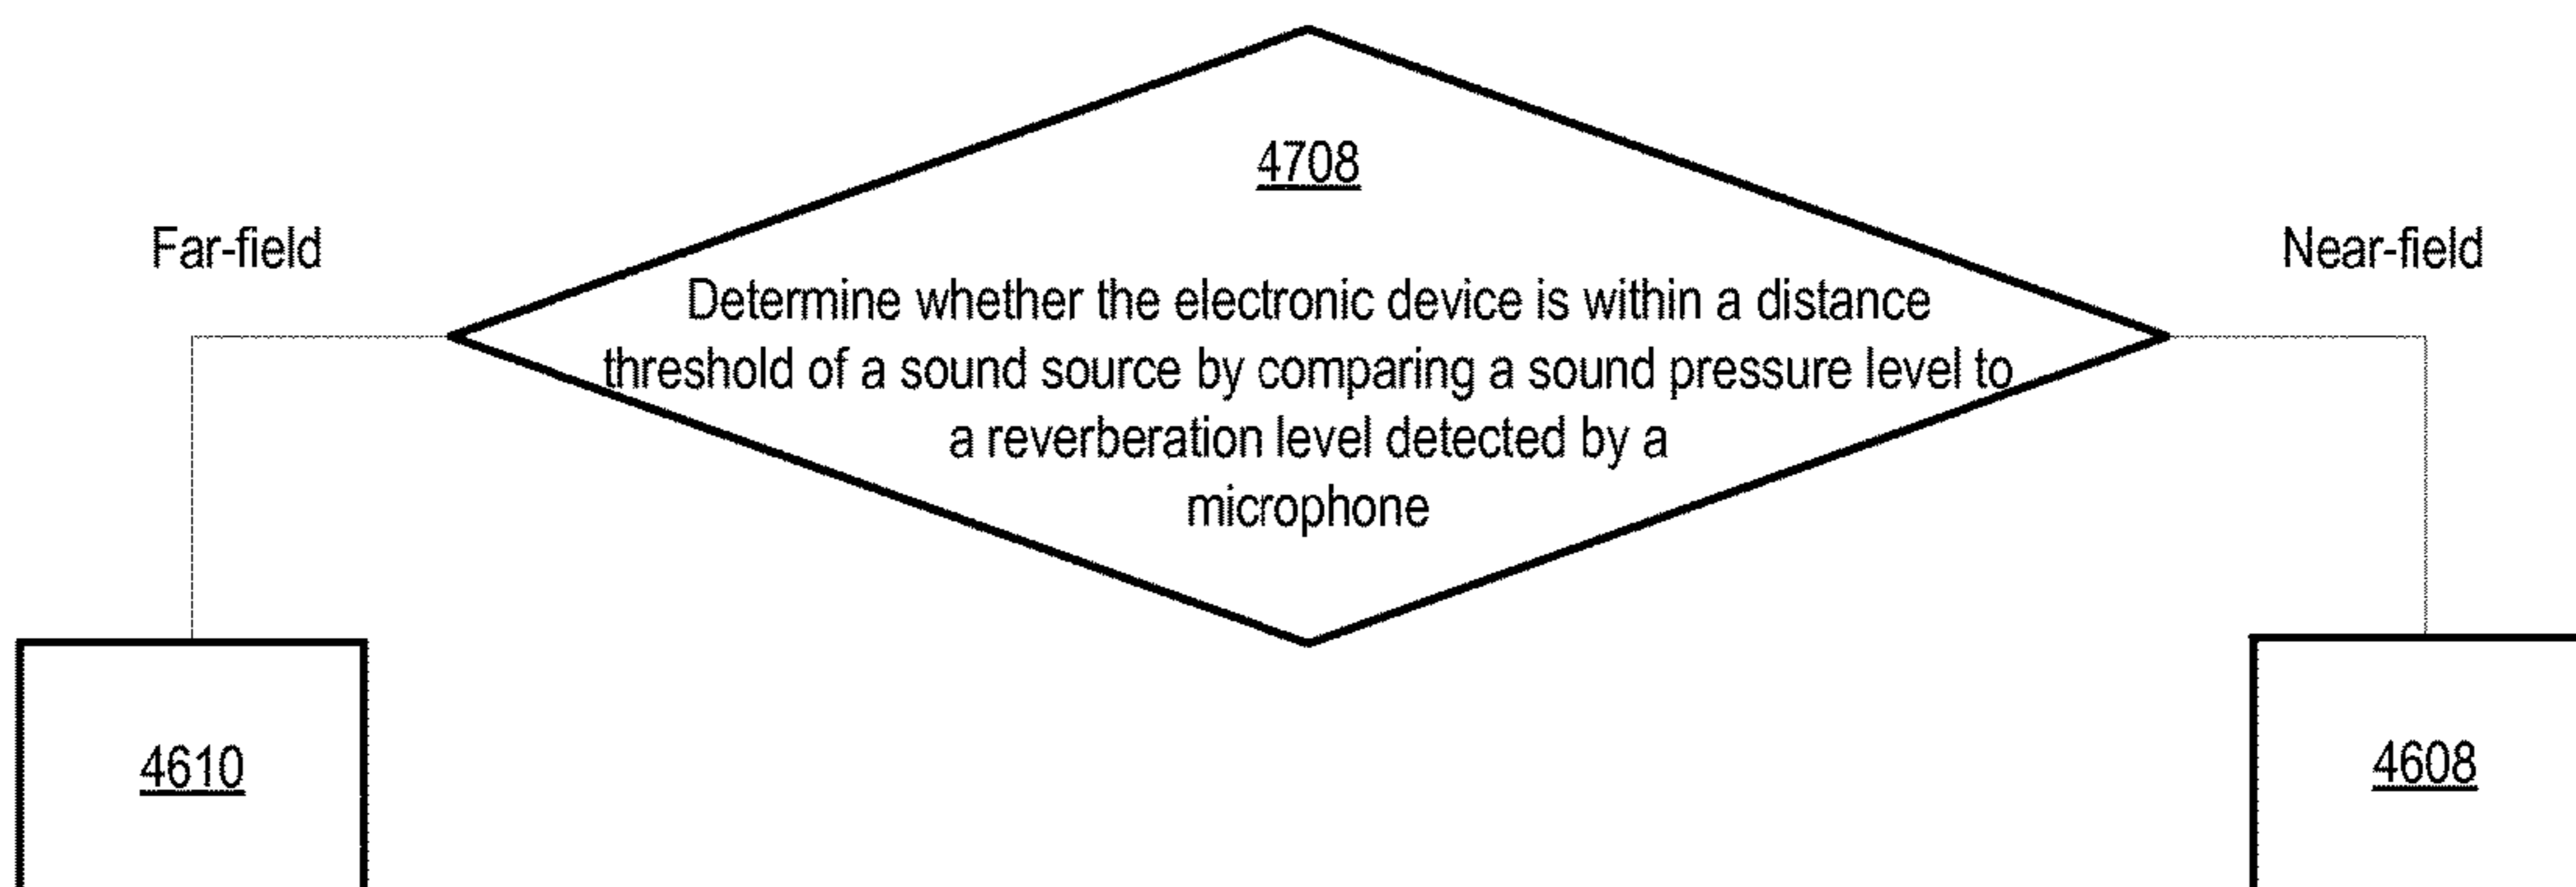 4708
Far-field
Near-field
Determine whether the electronic device is within a distance
threshold of a sound source by comparing a sound pressure level to
a reverberation level detected by a
microphone
4610
4608